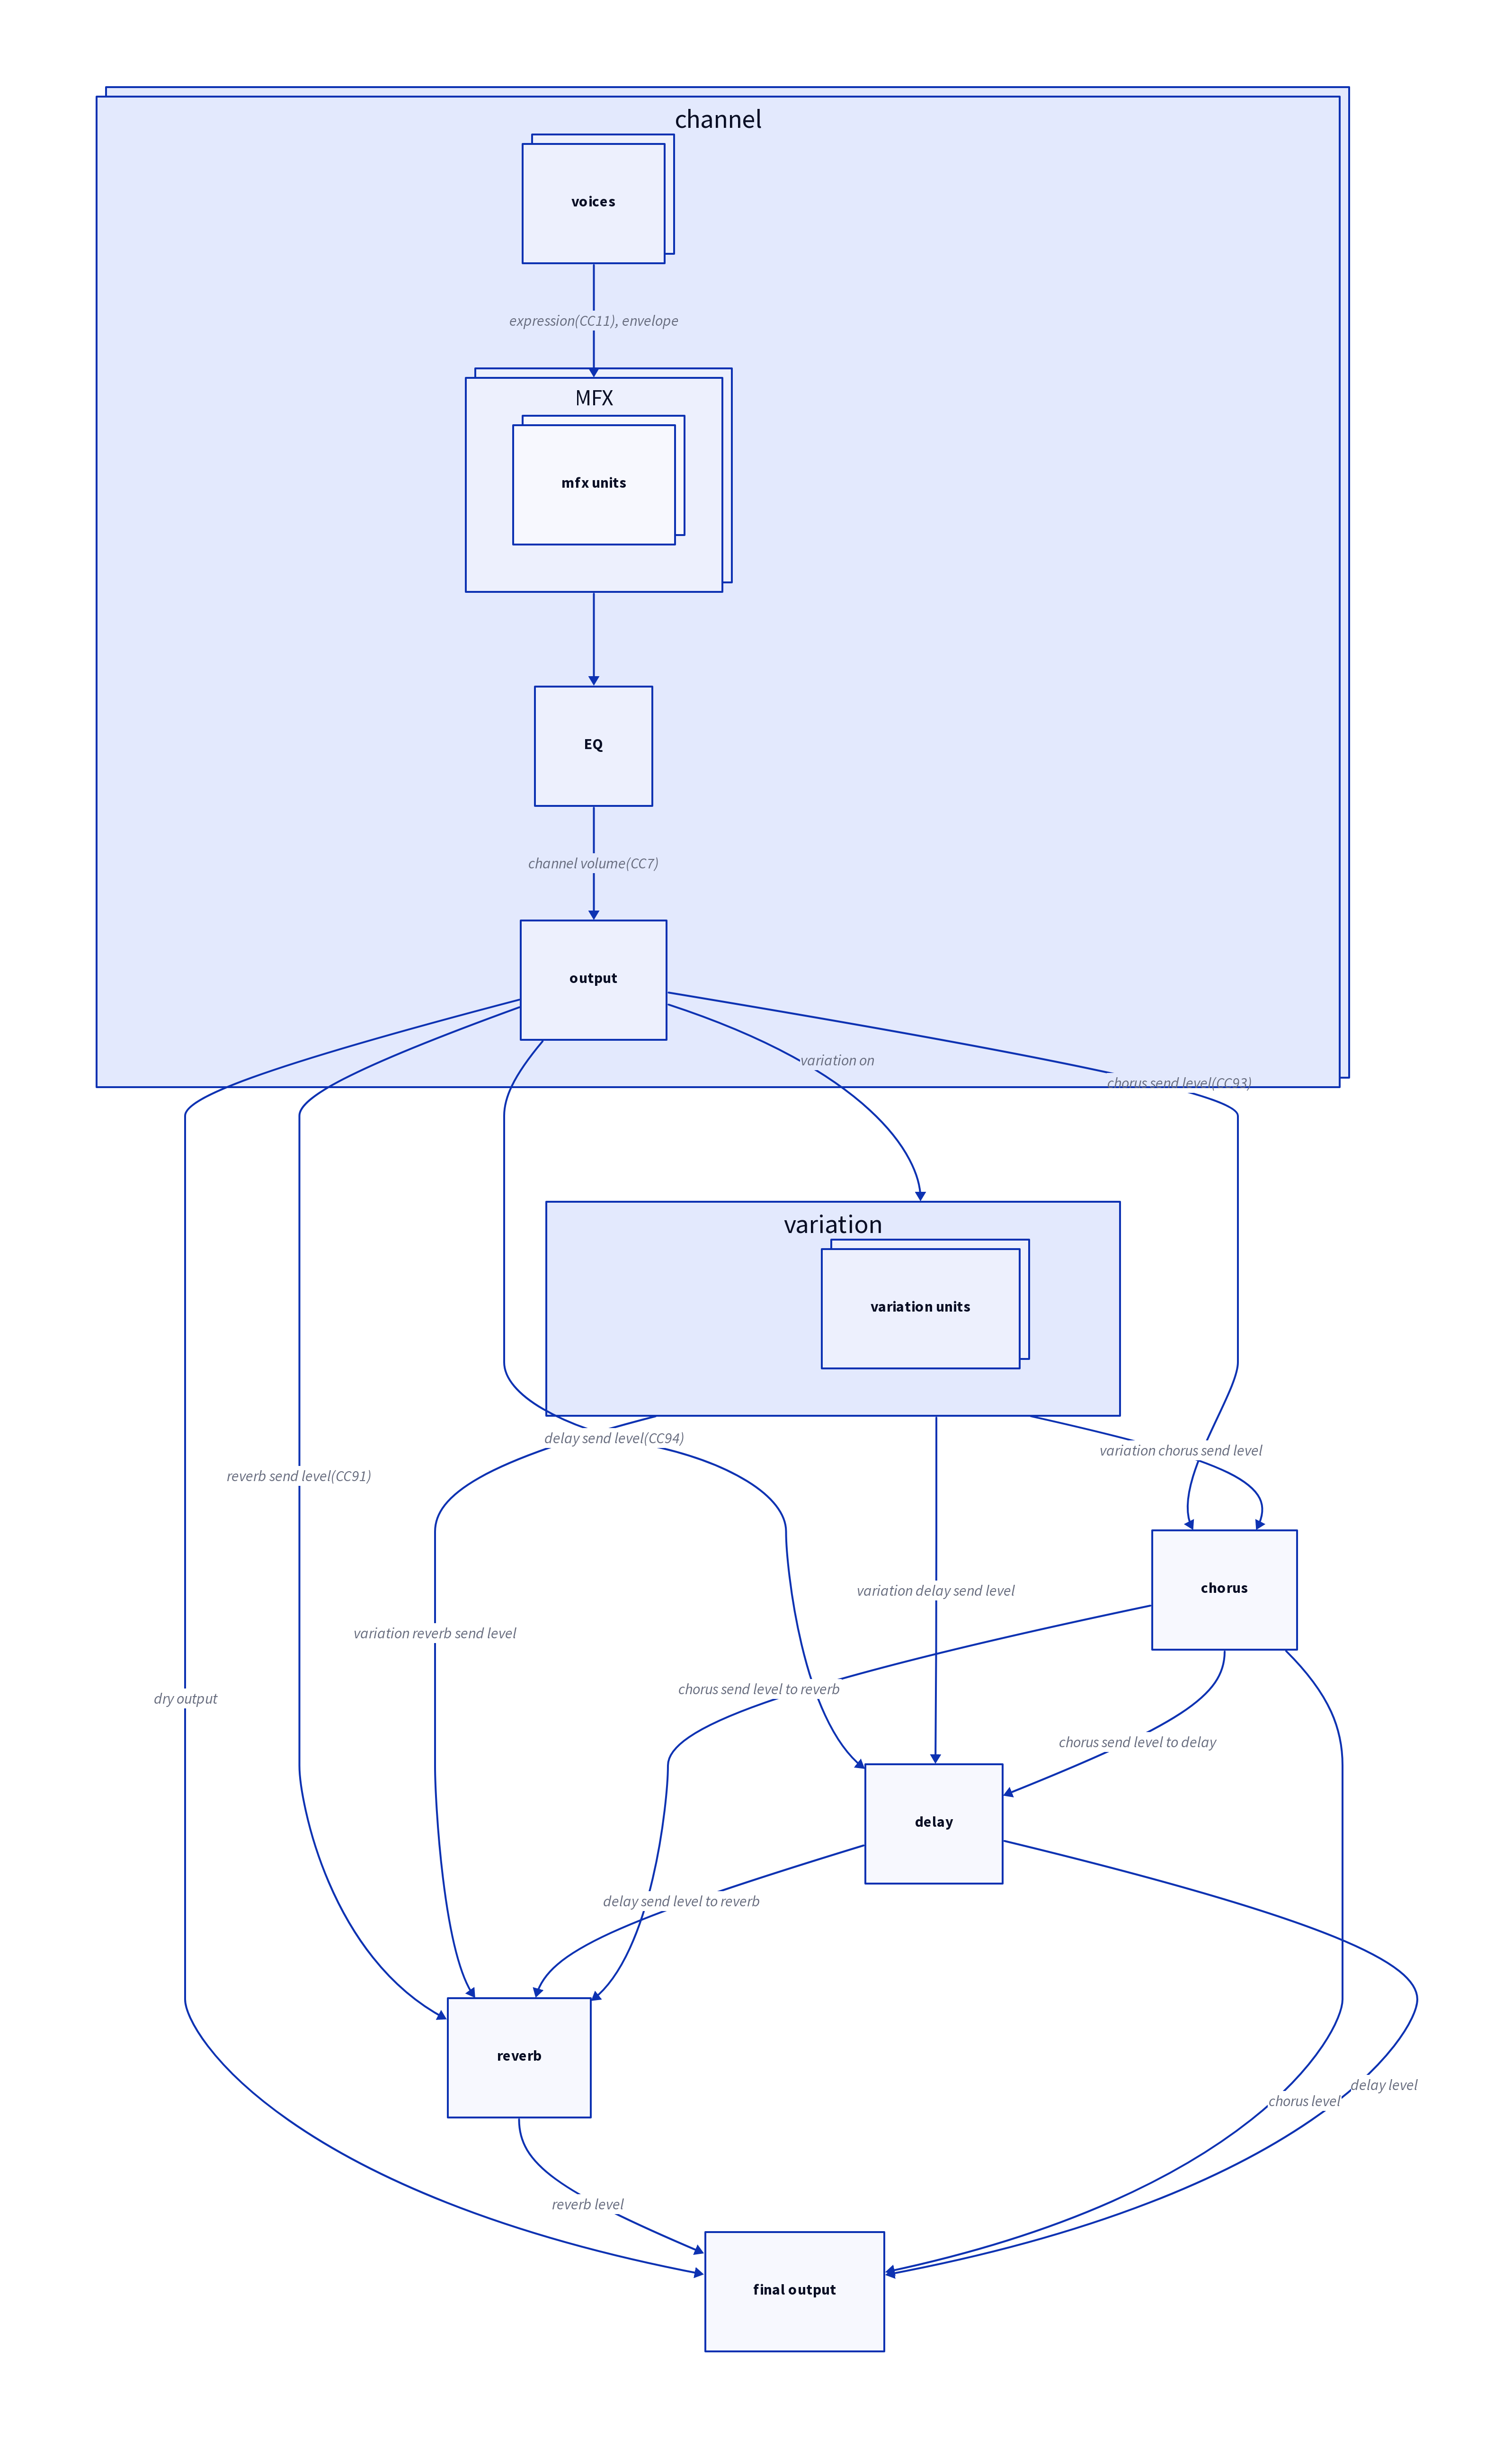 channel
voices
expression(CC11), envelope
MFX
mfx units
EQ
channel volume(CC7)
output
variation on
chorus send level(CC93)
variation
variation units
delay send level(CC94)
variation chorus send level
reverb send level(CC91)
chorus
variation delay send level
variation reverb send level
chorus send level to reverb
dry output
chorus send level to delay
delay
delay send level to reverb
reverb
delay level
chorus level
reverb level
final output